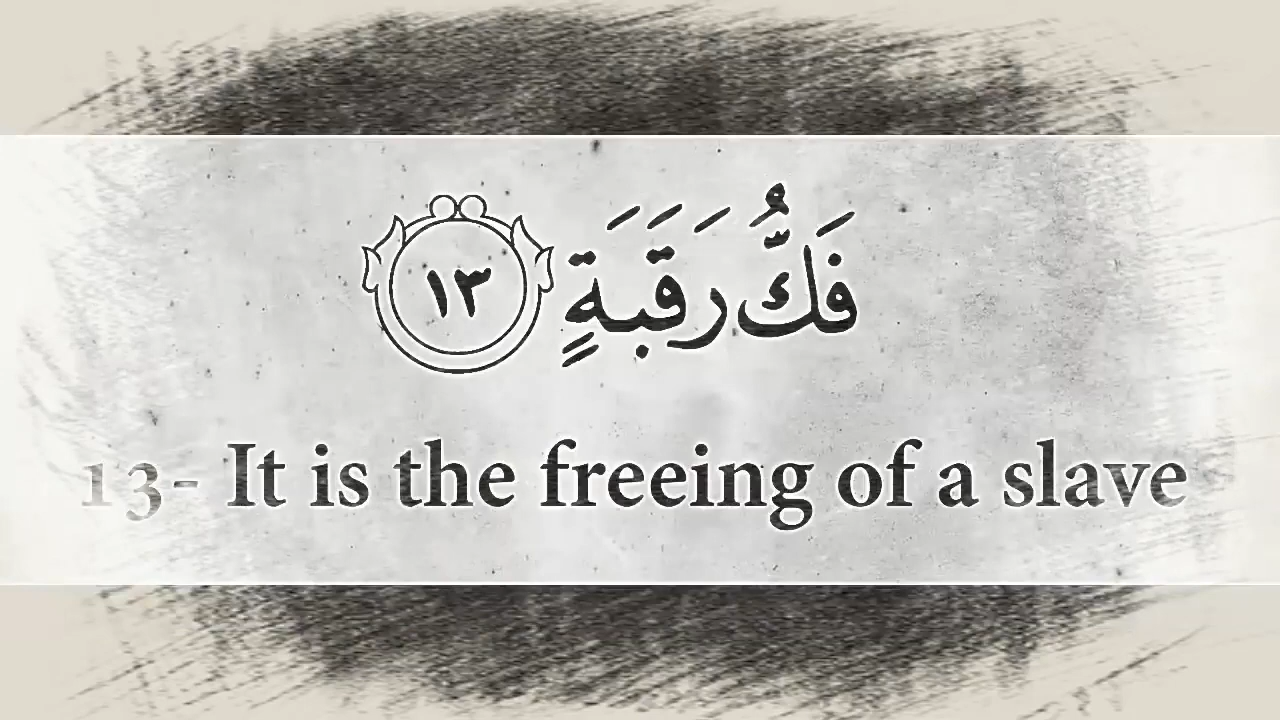 فَكُّ رَقَبَةٍ ١٣
13- It is the freeing of a slave